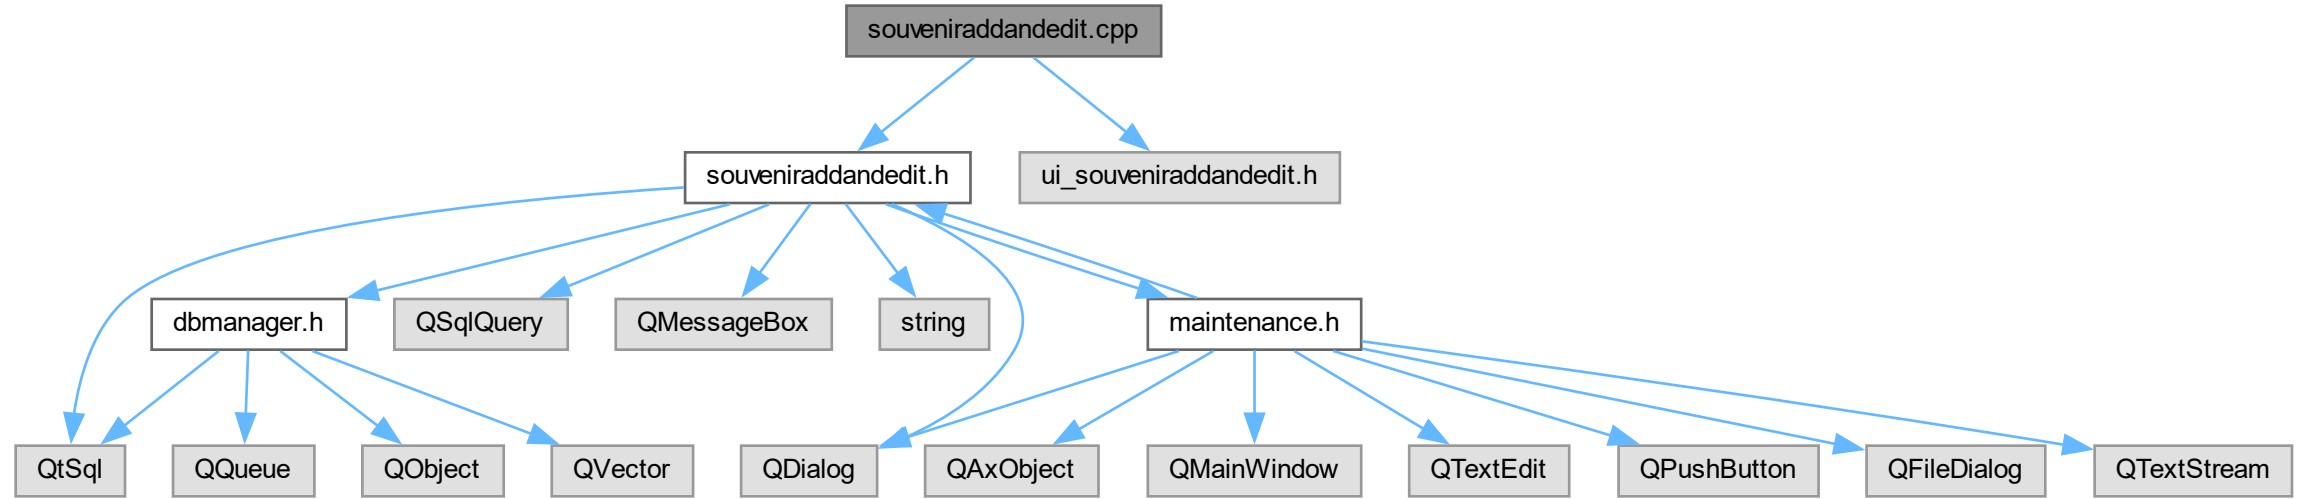 souveniraddandedit.cpp
souveniraddandedit.h
ui_souveniraddandedit.h
dbmanager.h
QSqlQuery
QMessageBox
string
maintenance.h
QtSql
QQueue
QObject
QVector
QDialog
QAxObject
QMainWindow
QTextEdit
QPushButton
QFileDialog
QTextStream